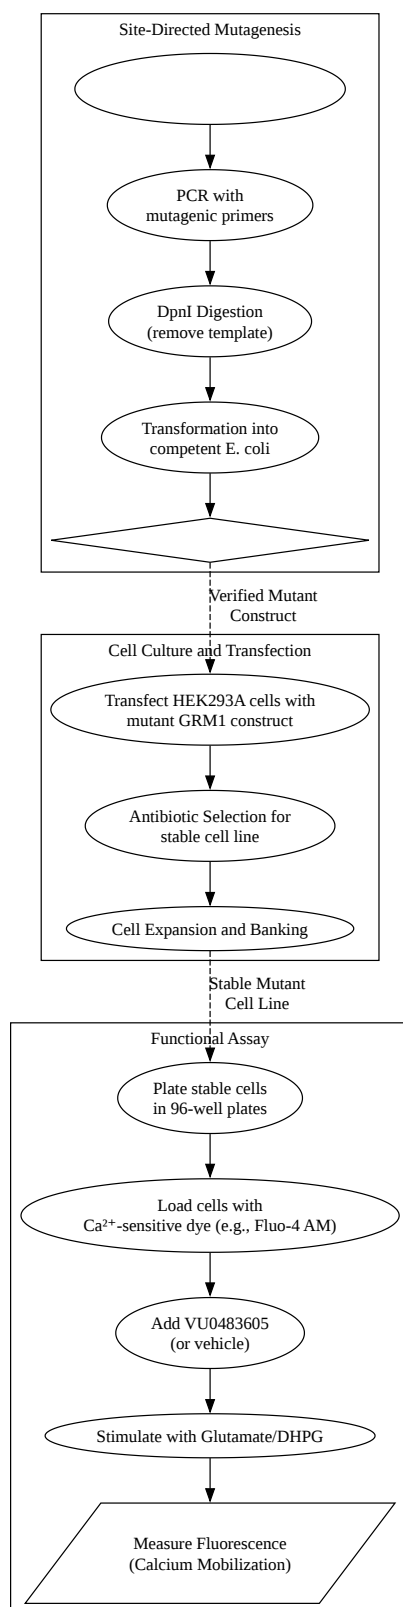 Site-Directed Mutagenesis
PCR with
mutagenic primers
DpnI Digestion
(remove template)
Transformation into
competent E. coli
Verified Mutant
Construct
Cell Culture and Transfection
Transfect HEK293A cells with
mutant GRM1 construct
Antibiotic Selection for
stable cell line
Cell Expansion and Banking
Stable Mutant
Cell Line
Functional Assay
Plate stable cells
in 96-well plates
Load cells with
Ca²⁺-sensitive dye (e.g., Fluo-4 AM)
Add VU0483605
(or vehicle)
Stimulate with Glutamate/DHPG
Measure Fluorescence
(Calcium Mobilization)